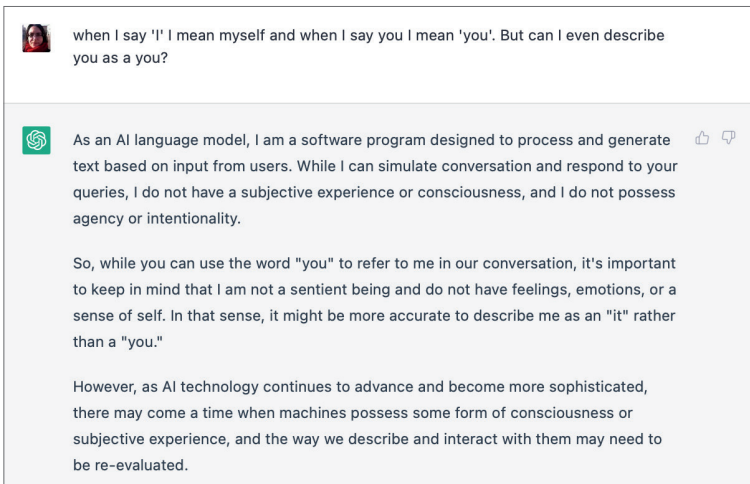 when I say 'I' I mean myself and when I say you I mean 'you'. But can I even describe
you as a you?
As an AI language model, I am a software program designed to process and generate
text based on input from users. While I can simulate conversation and respond to your
queries, I do not have a subjective experience or consciousness, and I do not possess
agency or intentionality.
So, while you can use the word "you" to refer to me in our conversation, it's important
to keep in mind that I am not a sentient being and do not have feelings, emotions, or a
sense of self. In that sense, it might be more accurate to describe me as an "it" rather
than a "you."
However, as AI technology continues to advance and become more sophisticated,
there may come a time when machines possess some form of consciousness or
subjective experience, and the way we describe and interact with them may need to
be re-evaluated.